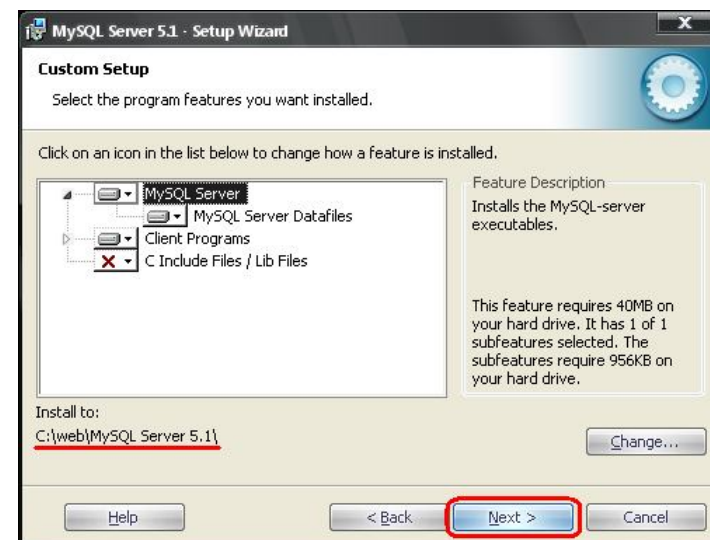 MySQL Server 5.1 - Setup Wizard
x
Custom Setup
Select the program features you want installed.
Click on an icon in the list below to change how a feature is installed.
MySQL Server
MySQL Server Datafiles
Client Programs
C Include Files / Lib Files
Feature Description
Installs the MySQL-server
executables.
This feature requires 40MB on
your hard drive. It has 1 of 1
subfeatures selected. The
subfeatures require 956KB on
your hard drive.
Install to:
C:\web\MySQL Server 5.1\
Change...
Help
< Back
Next >
Cancel